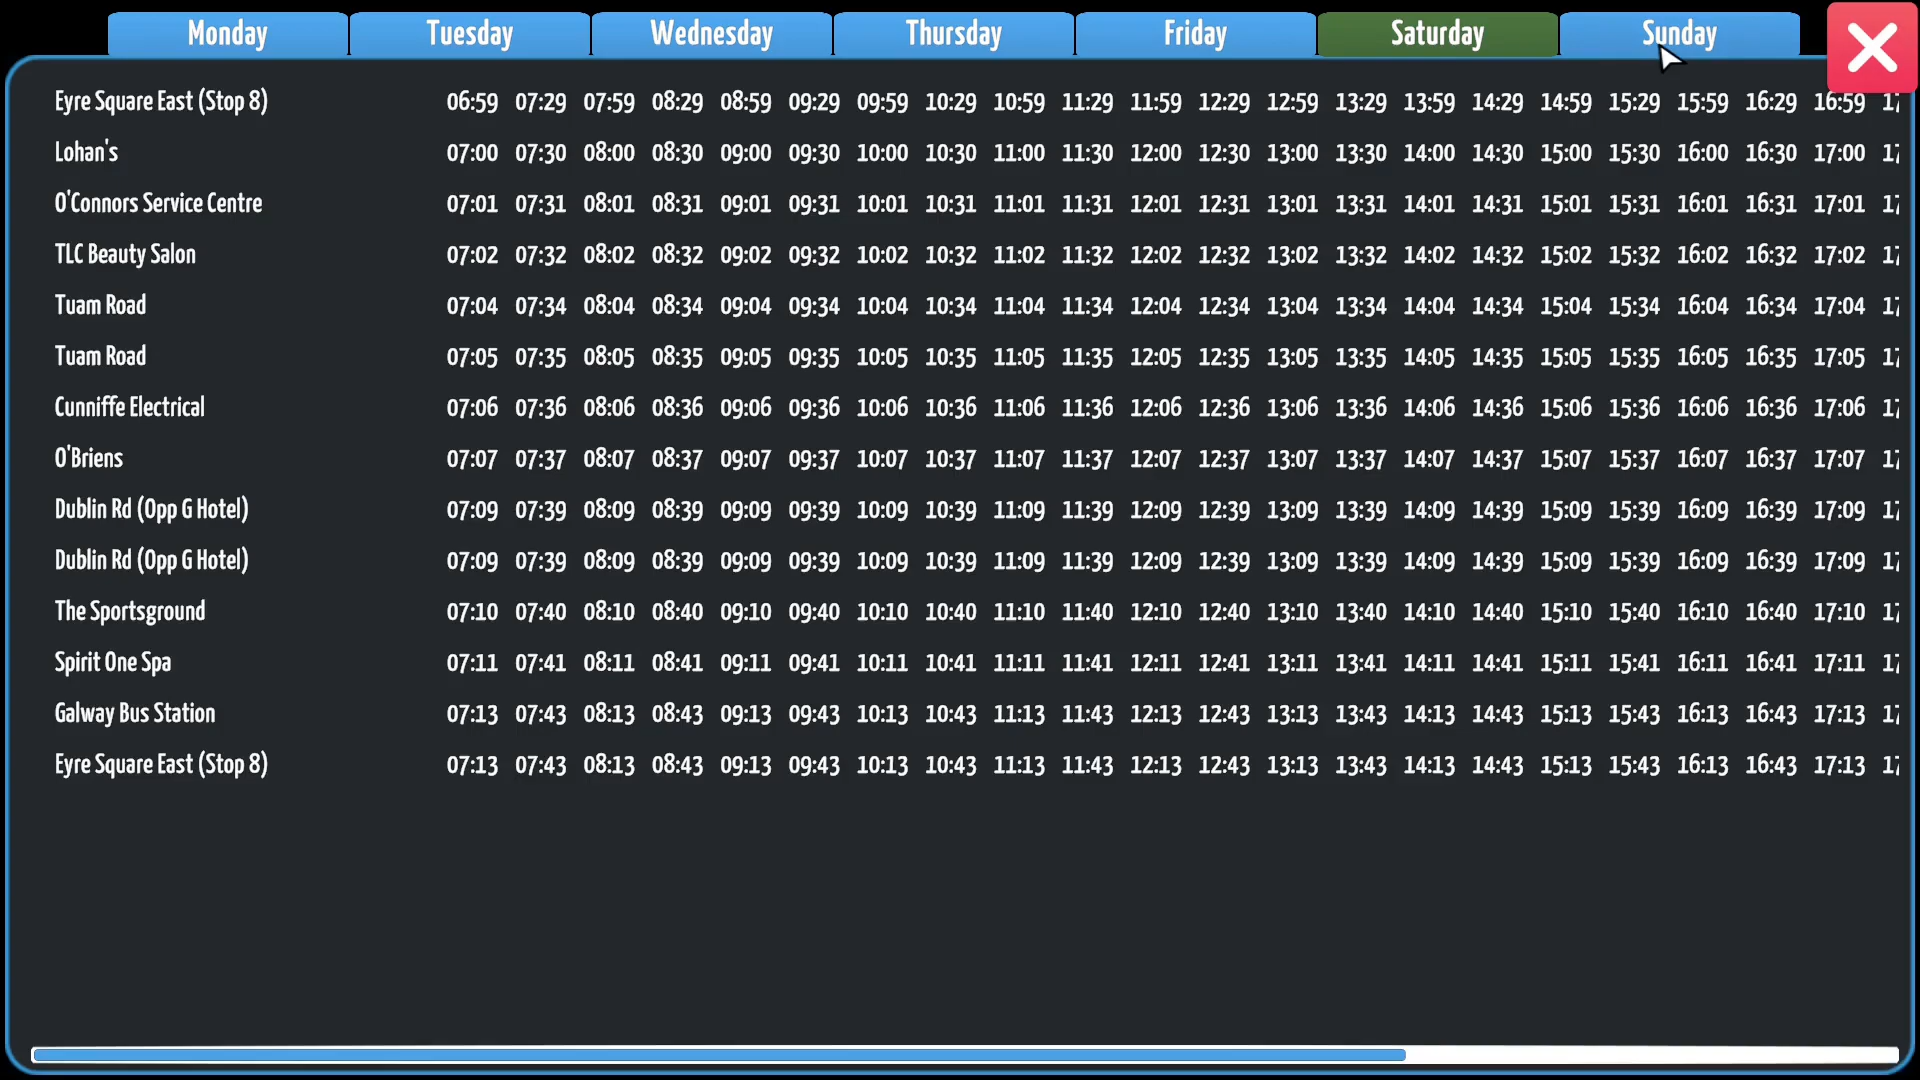 Monday Tuesday Wednesday Thursday Friday Saturday Sunday
Eyre Square East (Stop 8) 06:59 07:29 07:59 08:29 08:59 09:29 09:59 10:29 10:59 11:29 11:59 12:29 12:59 13:29 13:59 14:29 14:59 15:29 15:59 16:29 16:59 17
Lohan's 07:00 07:30 08:00 08:30 09:00 09:30 10:00 10:30 11:00 11:30 12:00 12:30 13:00 13:30 14:00 14:30 15:00 15:30 16:00 16:30 17:00 17
O'Connors Service Centre 07:01 07:31 08:01 08:31 09:01 09:31 10:01 10:31 11:01 11:31 12:01 12:31 13:01 13:31 14:01 14:31 15:01 15:31 16:01 16:31 17:01 17
TLC Beauty Salon 07:02 07:32 08:02 08:32 09:02 09:32 10:02 10:32 11:02 11:32 12:02 12:32 13:02 13:32 14:02 14:32 15:02 15:32 16:02 16:32 17:02 17
Tuam Road 07:04 07:34 08:04 08:34 09:04 09:34 10:04 10:34 11:04 11:34 12:04 12:34 13:04 13:34 14:04 14:34 15:04 15:34 16:04 16:34 17:04 17
Tuam Road 07:05 07:35 08:05 08:35 09:05 09:35 10:05 10:35 11:05 11:35 12:05 12:35 13:05 13:35 14:05 14:35 15:05 15:35 16:05 16:35 17:05 17
Cunniffe Electrical 07:06 07:36 08:06 08:36 09:06 09:36 10:06 10:36 11:06 11:36 12:06 12:36 13:06 13:36 14:06 14:36 15:06 15:36 16:06 16:36 17:06 17
O'Briens 07:07 07:37 08:07 08:37 09:07 09:37 10:07 10:37 11:07 11:37 12:07 12:37 13:07 13:37 14:07 14:37 15:07 15:37 16:07 16:37 17:07 17
Dublin Rd (Opp G Hotel) 07:09 07:39 08:09 08:39 09:09 09:39 10:09 10:39 11:09 11:39 12:09 12:39 13:09 13:39 14:09 14:39 15:09 15:39 16:09 16:39 17:09 17
Dublin Rd (Opp G Hotel) 07:09 07:39 08:09 08:39 09:09 09:39 10:09 10:39 11:09 11:39 12:09 12:39 13:09 13:39 14:09 14:39 15:09 15:39 16:09 16:39 17:09 17
The Sportsground 07:10 07:40 08:10 08:40 09:10 09:40 10:10 10:40 11:10 11:40 12:10 12:40 13:10 13:40 14:10 14:40 15:10 15:40 16:10 16:40 17:10 17
Spirit One Spa 07:11 07:41 08:11 08:41 09:11 09:41 10:11 10:41 11:11 11:41 12:11 12:41 13:11 13:41 14:11 14:41 15:11 15:41 16:11 16:41 17:11 17
Galway Bus Station 07:13 07:43 08:13 08:43 09:13 09:43 10:13 10:43 11:13 11:43 12:13 12:43 13:13 13:43 14:13 14:43 15:13 15:43 16:13 16:43 17:13 17
Eyre Square East (Stop 8) 07:13 07:43 08:13 08:43 09:13 09:43 10:13 10:43 11:13 11:43 12:13 12:43 13:13 13:43 14:13 14:43 15:13 15:43 16:13 16:43 17:13 17